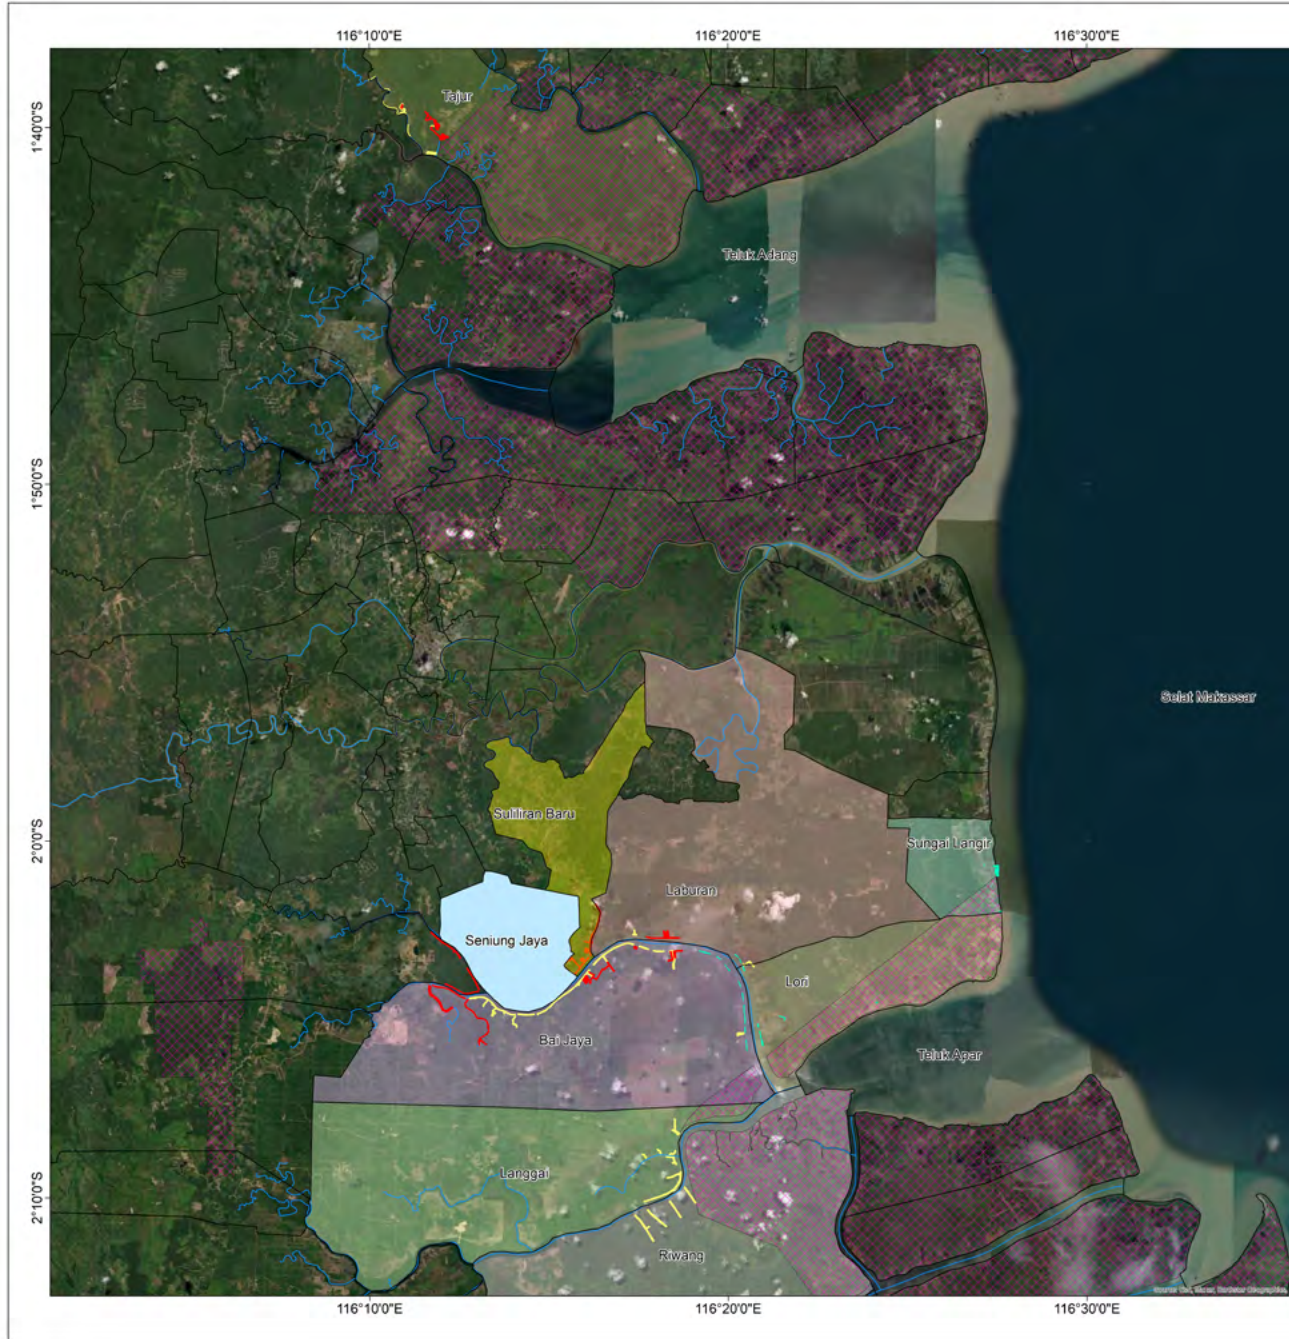 116°10'0"E
116°20'0"E
116°30'0"E
1°40'0"S
Tajur
Teluk Adang
1°50'0"S
Selat Makassar
Suliliran Baru
2°0'0"S
Sungai Langir
Laburan
Seniung Jaya
Lori
Bai Jaya
Teluk Apar
Langgai
2°10'0"S
Riwang
116°10'0"E
116°20'0"E
116°30'0"E